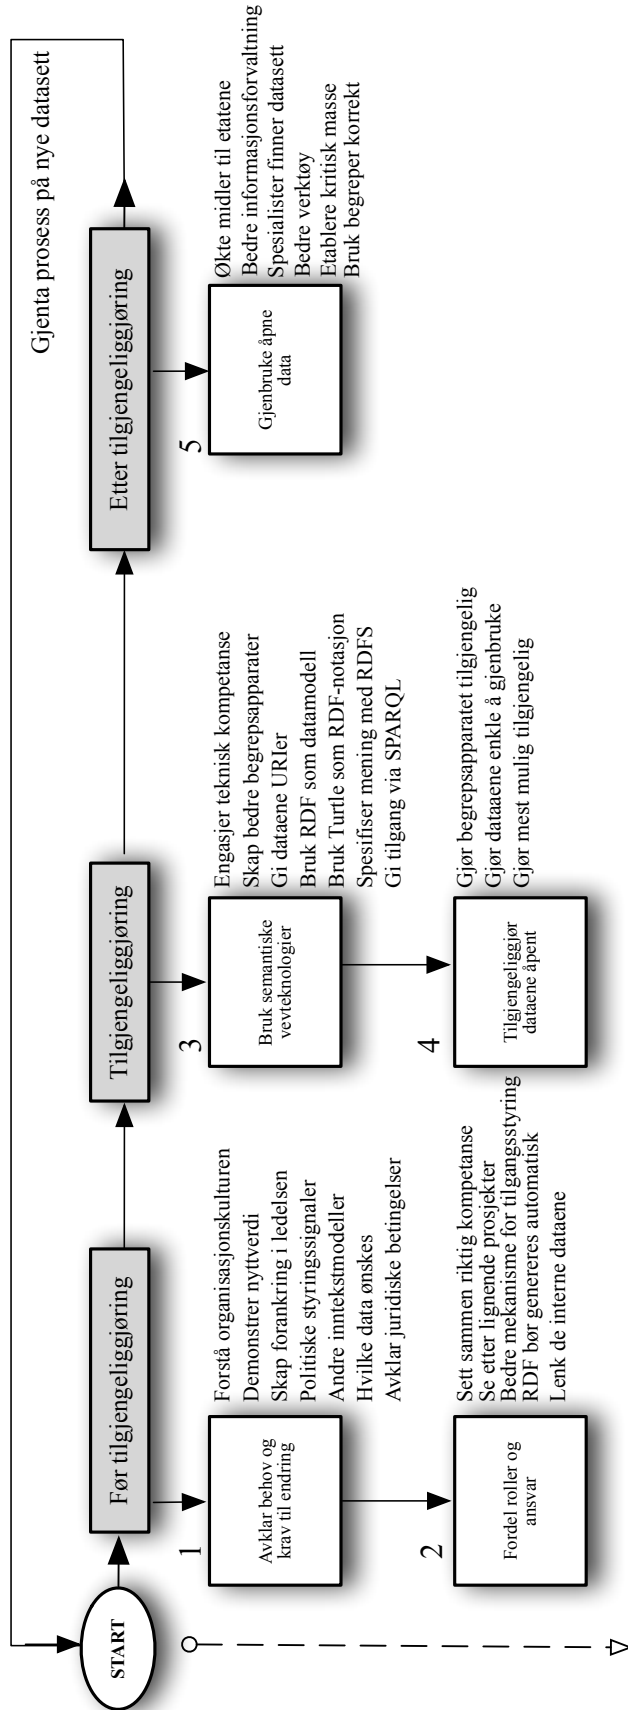 Gjenta prosess på nye datasett
START
Før tilgjengeliggjøring
Tilgjengeliggjøring
Etter tilgjengeliggjøring
1
Avklar behov og
krav til endring
Forstå organisasjonskulturen
Demonstrer nyttverdi
Skap forankring i ledelsen
Politiske styringssignaler
Andre inntekstmodeller
Hvilke data ønskes
Avklar juridiske betingelser
2
Fordel roller og
ansvar
Sett sammen riktig kompetanse
Se etter lignende prosjekter
Bedre mekanisme for tilgangsstyring
RDF bør genereres automatisk
Lenk de interne dataene
3
Bruk semantiske
vevteknologier
Engasjer teknisk kompetanse
Skap bedre begrepsapparater
Gi dataene URIer
Bruk RDF som datamodell
Bruk Turtle som RDF-notasjon
Spesifiser mening med RDFS
Gi tilgang via SPARQL
4
Tilgjengeliggjør
dataene åpent
Gjør begrepsapparatet tilgjengelig
Gjør dataene enkle å gjenbruke
Gjør mest mulig tilgjengelig
5
Gjenbruke åpne
data
Økte midler til etatene
Bedre informasjonsforvaltning
Spesialister finner datasett
Bedre verktøy
Etablere kritisk masse
Bruk begreper korrekt